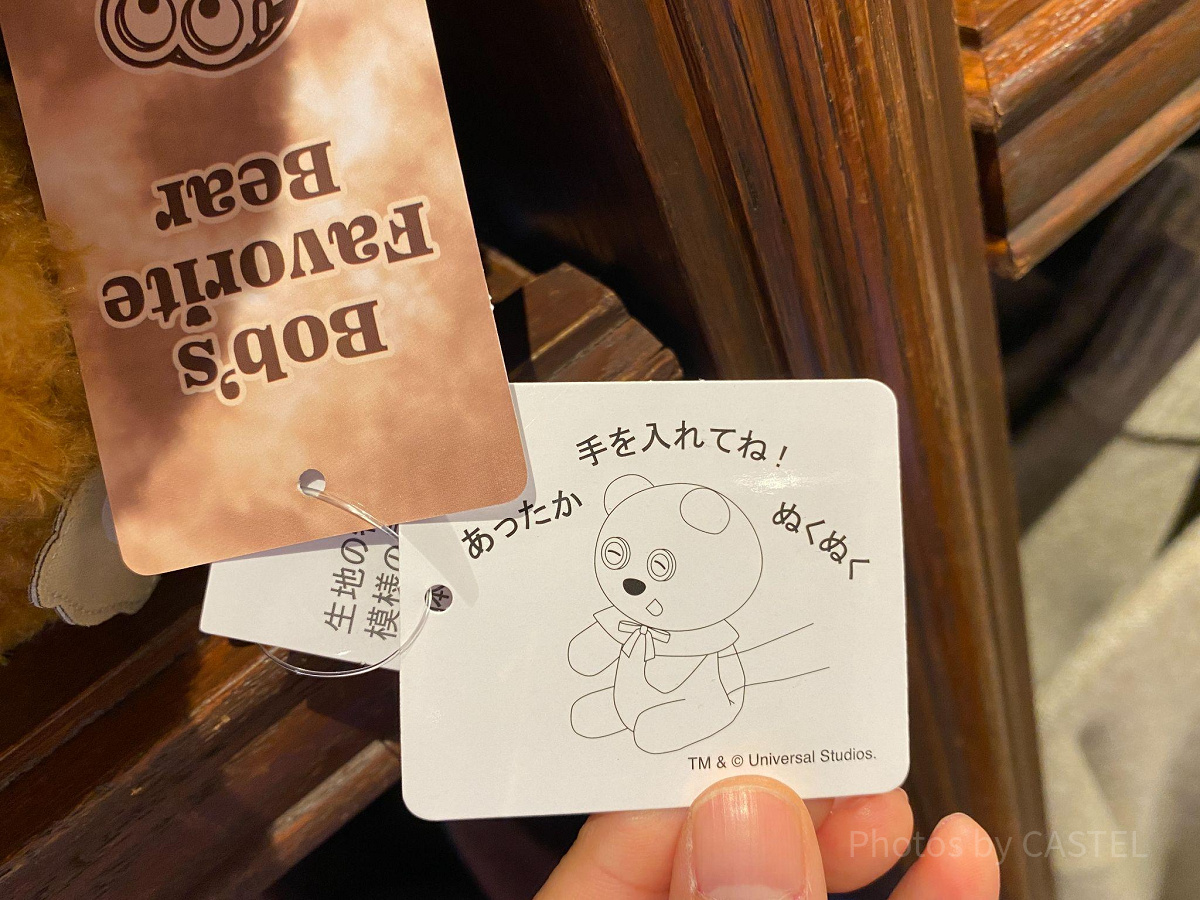 Bob's
Favorite
Bear
手を入れてね！
あったか
ぬくぬく
TM & © Universal Studios.
生地の
模様の
Photos by CASTEL